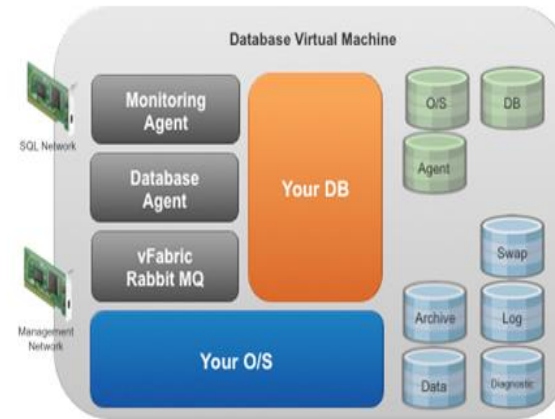 Database Virtual Machine
SQL Network
Management
Network
Monitoring
Agent
Database
Agent
vFabric
Rabbit MQ
Your DB
Your O/S
O/S
DB
Agent
Swap
Archive
Log
Data
Diagnostic